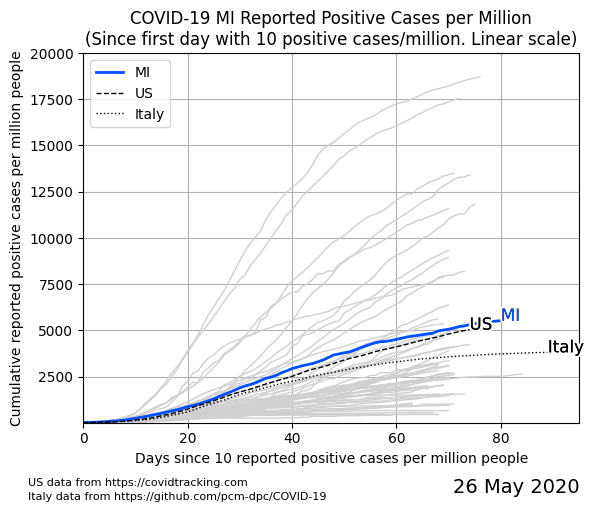 COVID-19 MI Reported Positive Cases per Million
(Since first day with 10 positive cases/million. Linear scale)
Cumulative reported positive cases per million people
20000
17500
15000
12500
10000
7500
5000
2500
MI
US
Italy
US
MI
Italy
0
20
40
60
80
Days since 10 reported positive cases per million people
US data from https://covidtracking.com
Italy data from https://github.com/pcm-dpc/COVID-19
26 May 2020